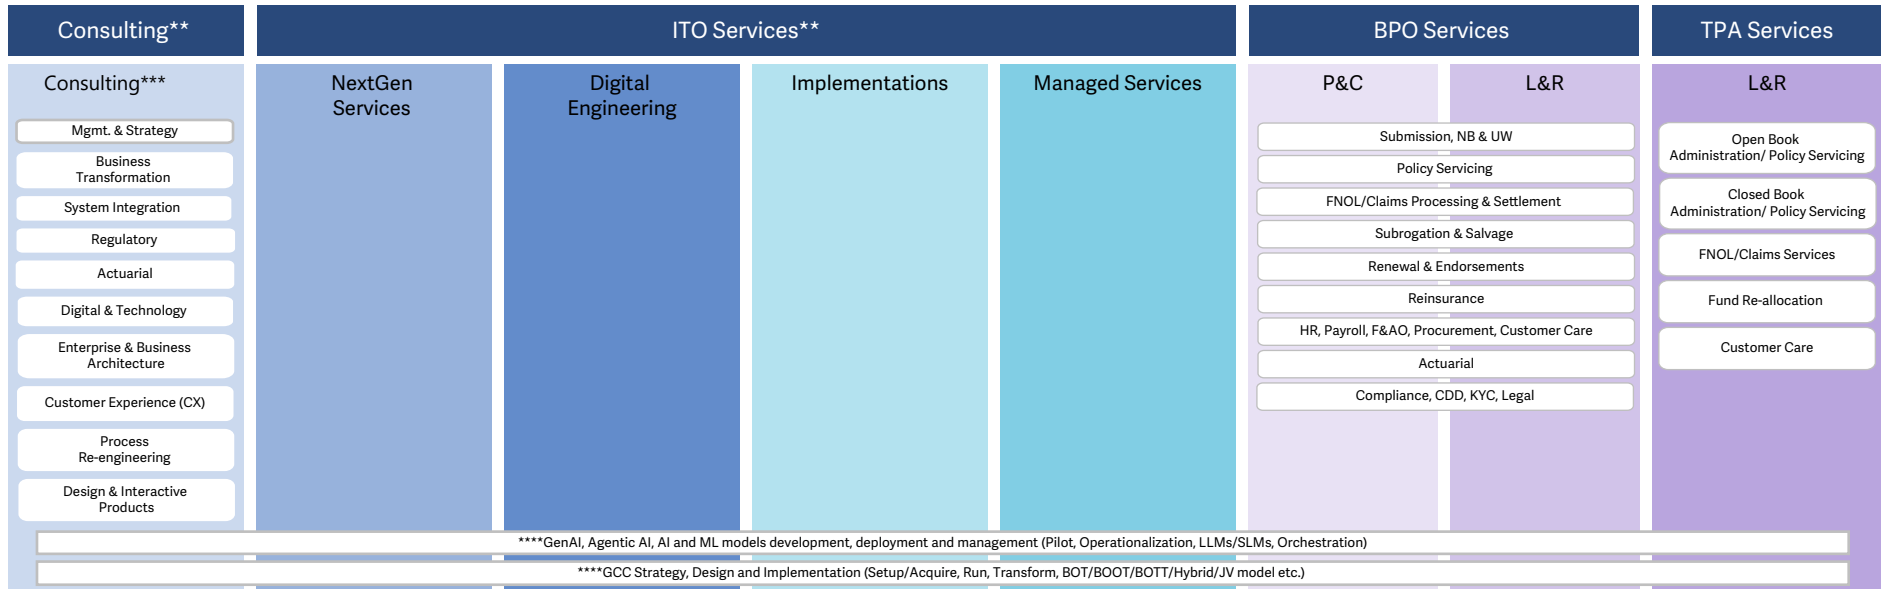 Consulting**
ITO Services**
BPO Services
TPA Services
Consulting***
Mgmt. & Strategy
Business
Transformation
System Integration
Regulatory
Actuarial
Digital & Technology
Enterprise & Business
Architecture
Customer Experience (CX)
Process
Re-engineering
Design & Interactive
Products
NextGen
Services
Digital
Engineering
Implementations
Managed Services
P&C
L&R
Submission, NB & UW
Policy Servicing
FNOL/Claims Processing & Settlement
Subrogation & Salvage
Renewal & Endorsements
Reinsurance
HR, Payroll, F&AO, Procurement, Customer Care
Actuarial
Compliance, CDD, KYC, Legal
L&R
Open Book
Administration/ Policy Servicing
Closed Book
Administration/ Policy Servicing
FNOL/Claims Services
Fund Re-allocation
Customer Care
****GenAI, Agentic AI, AI and ML models development, deployment and management (Pilot, Operationalization, LLMs/SLMs, Orchestration)
****GCC Strategy, Design and Implementation (Setup/Acquire, Run, Transform, BOT/BOOT/BOTT/Hybrid/JV model etc.)